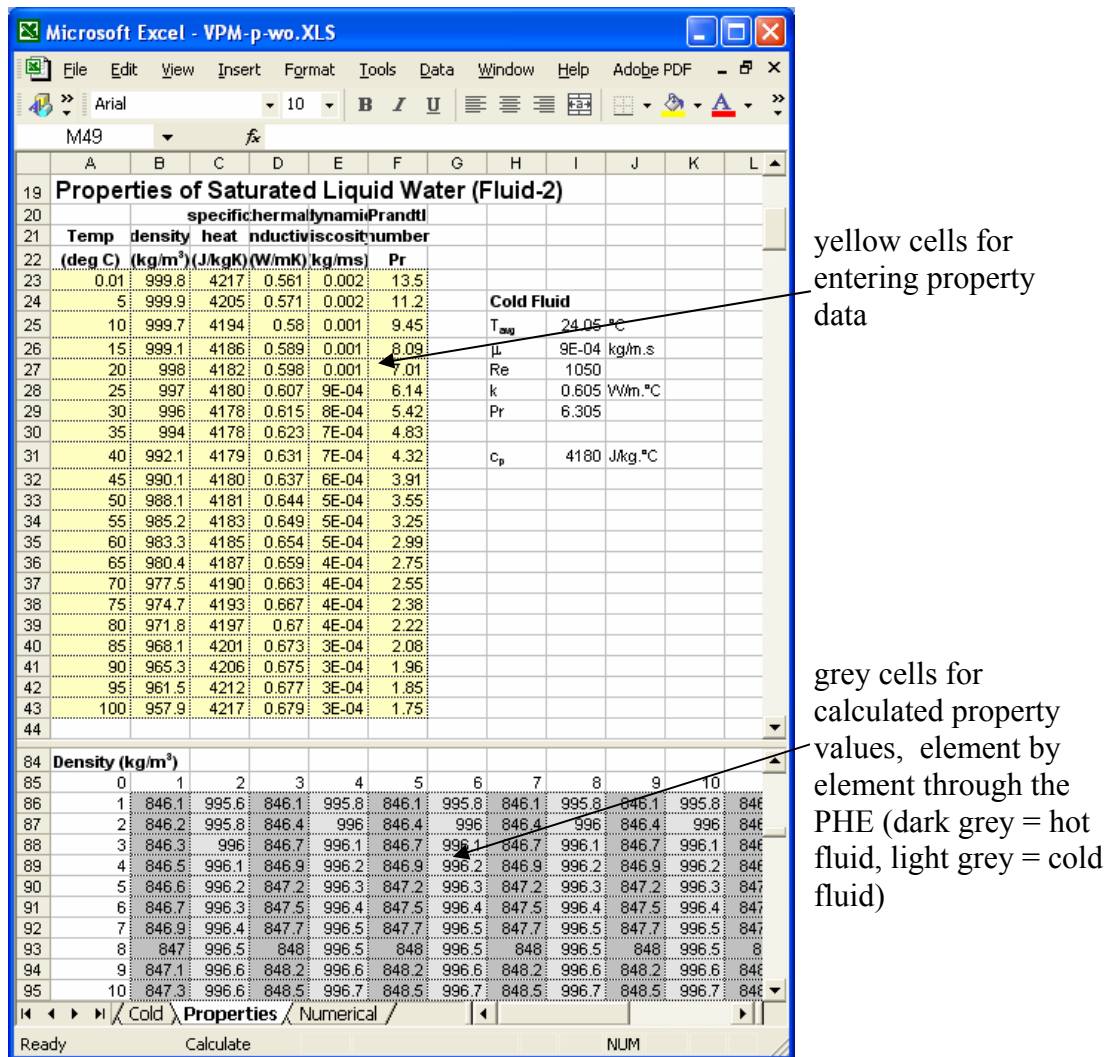 Microsoft Excel - VPM-p-wo.XLS
File Edit View Insert Format Tools Data Window Help Adobe PDF
Arial 10 B I U A
M49 fx
A B C D E F G H I J K L
19 Properties of Saturated Liquid Water (Fluid-2)
20 specific thermal dynamic Prandtl
21 Temp density heat nductiv iscosity number
22 (deg C) (kg/m³) (J/kgK) (W/mK) (kg/ms) Pr
23 0.01 999.8 4217 0.561 0.002 13.5
24 5 999.9 4205 0.571 0.002 11.2 Cold Fluid
25 10 999.7 4194 0.58 0.001 9.45 Tavg 24.05 °C
26 15 999.1 4186 0.589 0.001 8.09 μ 9E-04 kg/m.s
27 20 998 4182 0.598 0.001 7.01 Re 1050
28 25 997 4180 0.607 9E-04 6.14 k 0.605 W/m.°C
29 30 996 4178 0.615 8E-04 5.42 Pr 6.305
30 35 994 4178 0.623 7E-04 4.83
31 40 992.1 4179 0.631 7E-04 4.32 cp 4180 J/kg.°C
32 45 990.1 4180 0.637 6E-04 3.91
33 50 988.1 4181 0.644 5E-04 3.55
34 55 985.2 4183 0.649 5E-04 3.25
35 60 983.3 4185 0.654 5E-04 2.99
36 65 980.4 4187 0.659 4E-04 2.75
37 70 977.5 4190 0.663 4E-04 2.55
38 75 974.7 4193 0.667 4E-04 2.38
39 80 971.8 4197 0.67 4E-04 2.22
40 85 968.1 4201 0.673 3E-04 2.08
41 90 965.3 4206 0.675 3E-04 1.96
42 95 961.5 4212 0.677 3E-04 1.85
43 100 957.9 4217 0.679 3E-04 1.75
44
84 Density (kg/m³)
85 0 1 2 3 4 5 6 7 8 9 10
86 1 846.1 995.6 846.1 995.8 846.1 995.8 846.1 995.8 846.1 995.8 846
87 2 846.2 995.8 846.4 996 846.4 996 846.4 996 846.4 996 846
88 3 846.3 996 846.7 996.1 846.7 996.1 846.7 996.1 846.7 996.1 846
89 4 846.5 996.1 846.9 996.2 846.9 996.2 846.9 996.2 846.9 996.2 846
90 5 846.6 996.2 847.2 996.3 847.2 996.3 847.2 996.3 847.2 996.3 847
91 6 846.7 996.3 847.5 996.4 847.5 996.4 847.5 996.4 847.5 996.4 847
92 7 846.9 996.4 847.7 996.5 847.7 996.5 847.7 996.5 847.7 996.5 847
93 8 847 996.5 848 996.5 848 996.5 848 996.5 848 996.5 8
94 9 847.1 996.6 848.2 996.6 848.2 996.6 848.2 996.6 848.2 996.6 848
95 10 847.3 996.6 848.5 996.7 848.5 996.7 848.5 996.7 848.5 996.7 848
Cold Properties Numerical
Ready Calculate NUM
yellow cells for
entering property
data
grey cells for
calculated property
values, element by
element through the
PHE (dark grey = hot
fluid, light grey = cold
fluid)